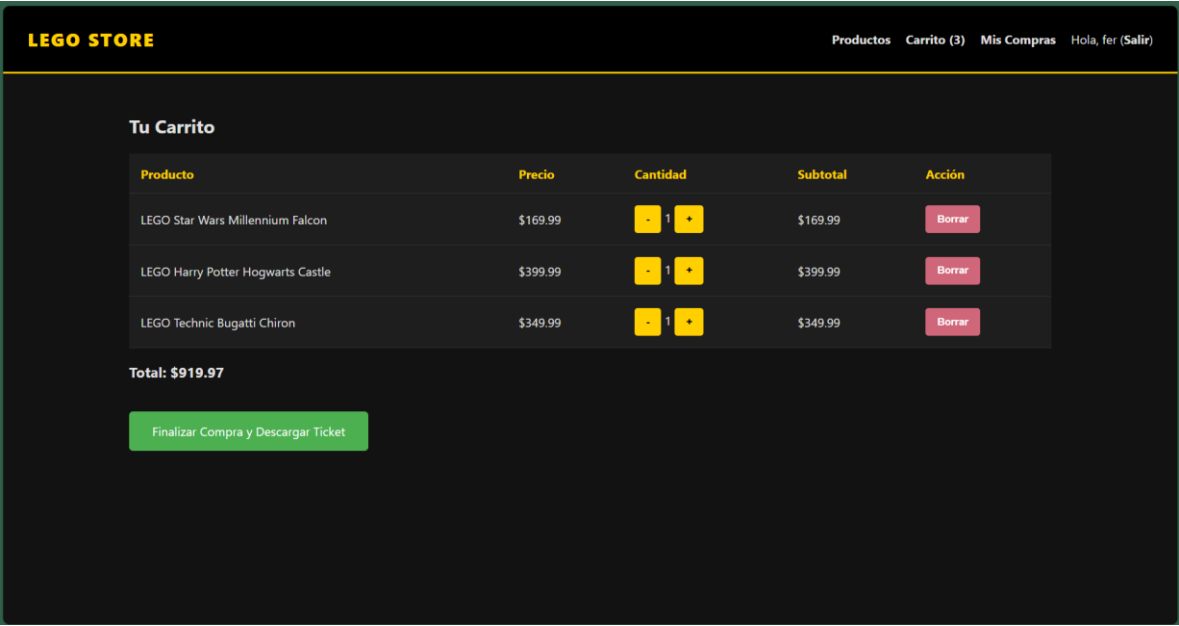 LEGO STORE
Productos Carrito (3) Mis Compras Hola, fer (Salir)
Tu Carrito
Producto Precio Cantidad Subtotal Acción
LEGO Star Wars Millennium Falcon $169.99 - 1 + $169.99 Borrar
LEGO Harry Potter Hogwarts Castle $399.99 - 1 + $399.99 Borrar
LEGO Technic Bugatti Chiron $349.99 - 1 + $349.99 Borrar
Total: $919.97
Finalizar Compra y Descargar Ticket